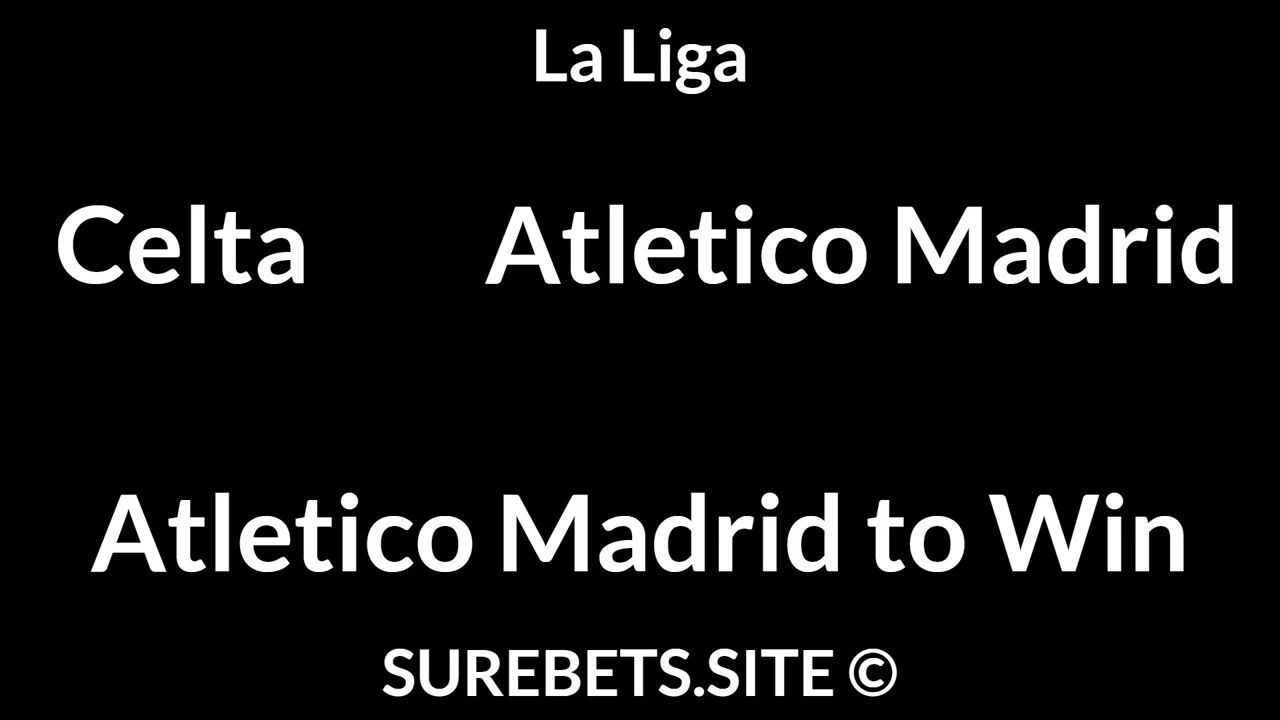 La Liga
Celta Atletico Madrid
Atletico Madrid to Win
SUREBETS.SITE ©